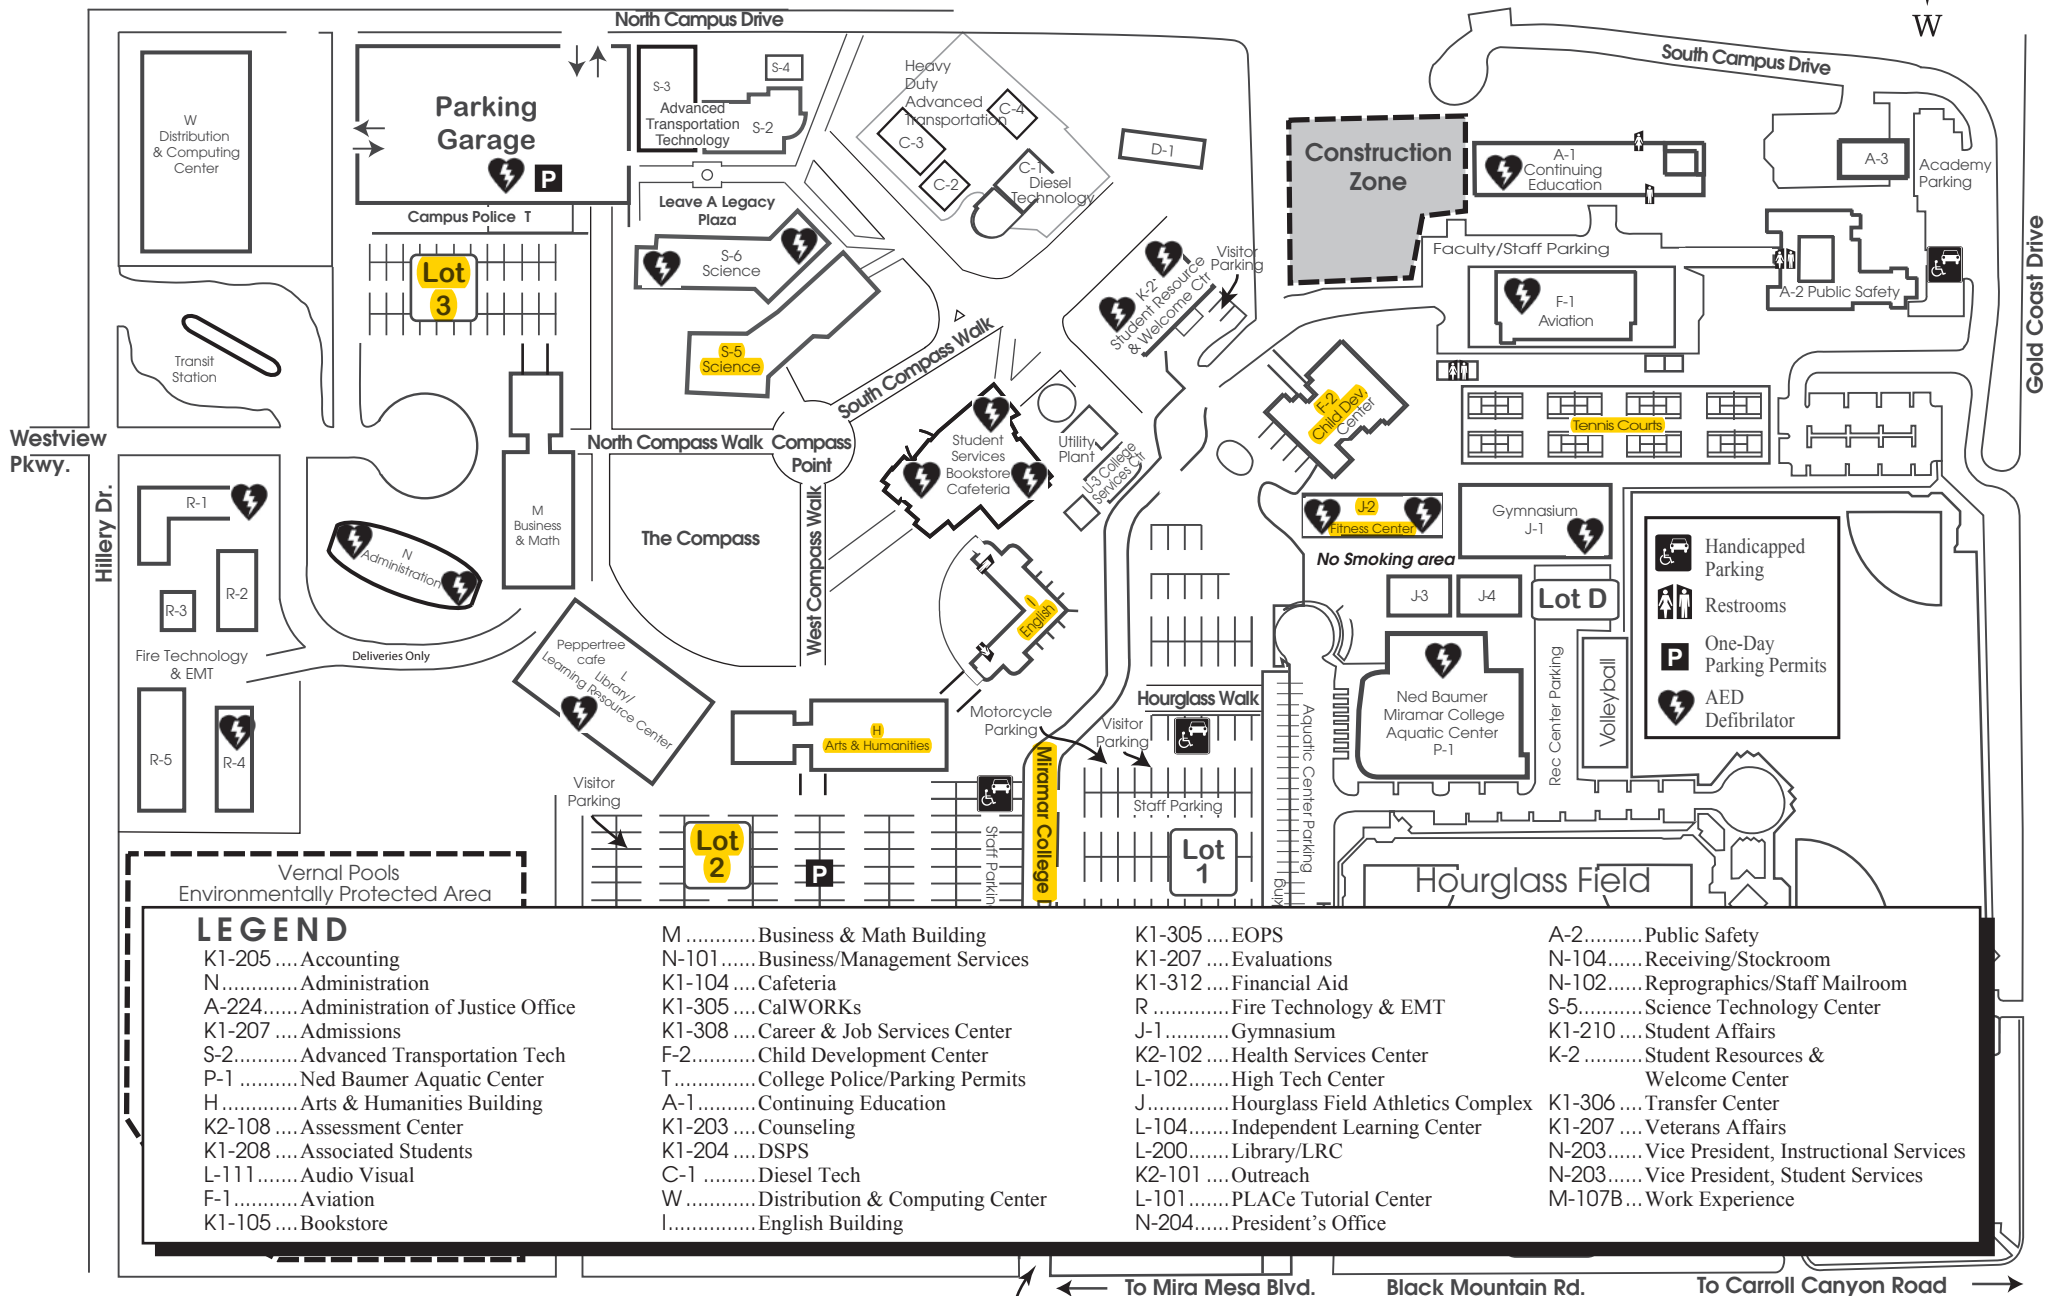 North Campus Drive
W
South Campus Drive
Gold Coast Drive
W
Distribution
& Computing
Center
Parking
Garage
P
Campus Police T
S-3
S-4
Advanced
Transportation
Technology
S-2
Heavy
Duty
Advanced
Transportation
C-4
C-3
C-2
C-1
Diesel
Technology
D-1
Construction
Zone
A-1
Continuing
Education
A-3
Academy
Parking
Leave A Legacy
Plaza
S-6
Science
Lot
3
S-5
Science
K-2
Student Resource
& Welcome Ctr
Visitor
Parking
Faculty/Staff Parking
F-1
Aviation
A-2 Public Safety
Transit
Station
South Compass Walk
F-2
Child Dev.
Center
Tennis Courts
Westview
Pkwy.
Hillery Dr.
North Compass Walk
Compass
Point
Student
Services
Bookstore
Cafeteria
Utility
Plant
U-3 College
Services Ctr
R-1
M
Business
& Math
N
Administration
The Compass
West Compass Walk
J-2
Fitness Center
Gymnasium
J-1
No Smoking area
Handicapped
Parking
Restrooms
P
One-Day
Parking Permits
AED
Defibrilator
R-2
R-3
I
English
J-3
J-4
Lot D
Fire Technology
& EMT
Deliveries Only
Peppertree
cafe
L
Library/
Learning Resource Center
Hourglass Walk
Ned Baumer
Miramar College
Aquatic Center
P-1
Rec Center Parking
Volleyball
R-5
R-4
H
Arts & Humanities
Motorcycle
Parking
Visitor
Parking
Aquatic Center Parking
Visitor
Parking
Miramar College
Staff Parking
Staff Parkin
Lot
2
P
Lot
1
king
Hourglass Field
Vernal Pools
Environmentally Protected Area
LEGEND
K1-205 ....Accounting
N.............Administration
A-224......Administration of Justice Office
K1-207 ....Admissions
S-2...........Advanced Transportation Tech
P-1 ..........Ned Baumer Aquatic Center
H.............Arts & Humanities Building
K2-108 ....Assessment Center
K1-208 ....Associated Students
L-111.......Audio Visual
F-1...........Aviation
K1-105 ....Bookstore
M ............Business & Math Building
N-101......Business/Management Services
K1-104 ....Cafeteria
K1-305 ....CalWORKs
K1-308 ....Career & Job Services Center
F-2...........Child Development Center
T..............College Police/Parking Permits
A-1..........Continuing Education
K1-203 ....Counseling
K1-204 ....DSPS
C-1 .........Diesel Tech
W ............Distribution & Computing Center
I...............English Building
K1-305 ....EOPS
K1-207 ....Evaluations
K1-312 ....Financial Aid
R .............Fire Technology & EMT
J-1...........Gymnasium
K2-102 ....Health Services Center
L-102.......High Tech Center
J..............Hourglass Field Athletics Complex
L-104.......Independent Learning Center
L-200.......Library/LRC
K2-101 ....Outreach
L-101.......PLACe Tutorial Center
N-204......President's Office
A-2..........Public Safety
N-104......Receiving/Stockroom
N-102......Reprographics/Staff Mailroom
S-5...........Science Technology Center
K1-210 ....Student Affairs
K-2 ..........Student Resources &
Welcome Center
K1-306 ....Transfer Center
K1-207 ....Veterans Affairs
N-203......Vice President, Instructional Services
N-203......Vice President, Student Services
M-107B...Work Experience
To Mira Mesa Blvd.
Black Mountain Rd.
To Carroll Canyon Road